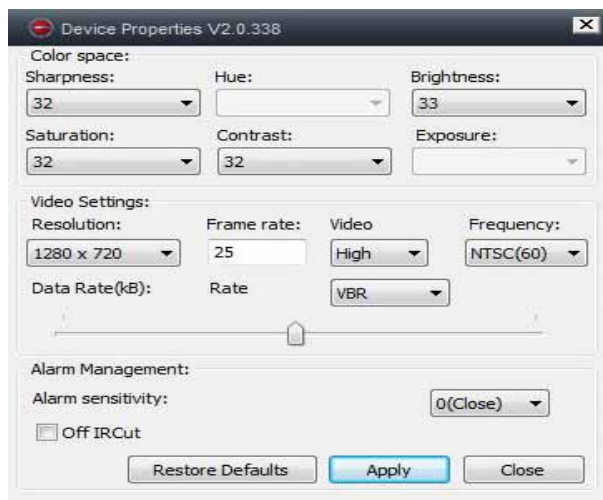 Device Properties V2.0.338
Color space:
Sharpness: Hue: Brightness:
32 33
Saturation: Contrast: Exposure:
32 32
Video Settings:
Resolution: Frame rate: Video Frequency:
1280 x 720 25 High NTSC(60)
Data Rate(kB): Rate VBR
Alarm Management:
Alarm sensitivity: 0(Close)
Off IRCut
Restore Defaults Apply Close